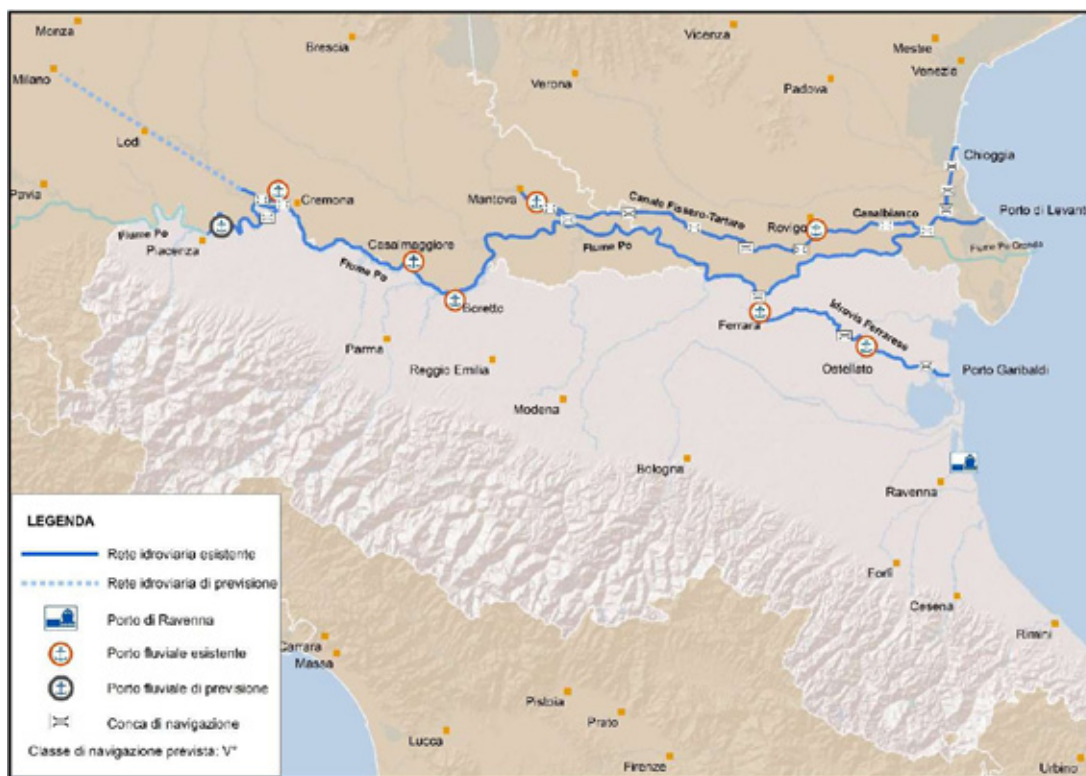 Monza
Brescia
Vicenza
Mestre
Milano
Verona
Padova
Venezia
Lodi
Chioggia
Pavia
Cremona
Mantova
Canale Fissero-Tartaro
Rovigo
Canalbianco
Porto di Levante
Fiume Po
Piacenza
Casalmaggiore
Fiume Po
Fiume Po
Boretto
Ferrara
Idrovia Ferrarese
Parma
Reggio Emilia
Ostellato
Porto Garibaldi
Modena
Bologna
Ravenna
Forlì
Cesena
Rimini
LEGENDA
Rete idroviaria esistente
Rete idroviaria di previsione
Porto di Ravenna
Porto fluviale esistente
Porto fluviale di previsione
Conca di navigazione
Classe di navigazione prevista: V°
Carrara
Massa
Pistoia
Prato
Lucca
Firenze
Urbino